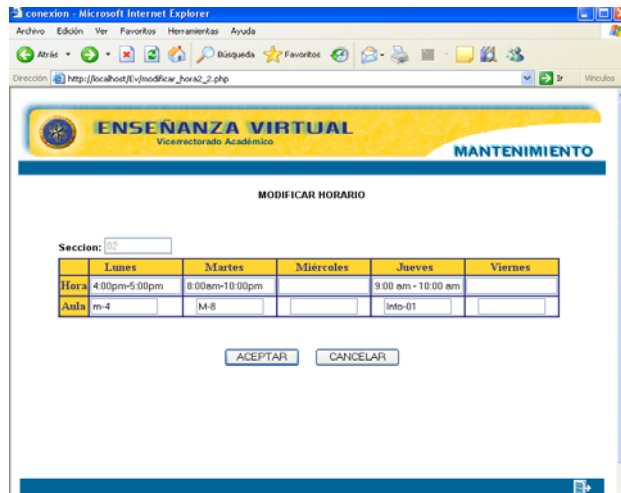 conexion - Microsoft Internet Explorer
Archivo Edición Ver Favoritos Herramientas Ayuda
Atrás Búsqueda Favoritos
Dirección http://localhost/Ev/modificar_hora2_2.php Ir Vínculos
ENSEÑANZA VIRTUAL
Vicerrectorado Académico
MANTENIMIENTO
MODIFICAR HORARIO
Seccion: 02
Lunes Martes Miércoles Jueves Viernes
Hora 4:00pm-5:00pm 8:00am-10:00pm 9:00 am - 10:00 am
Aula m-4 M-8 Info-01
ACEPTAR CANCELAR